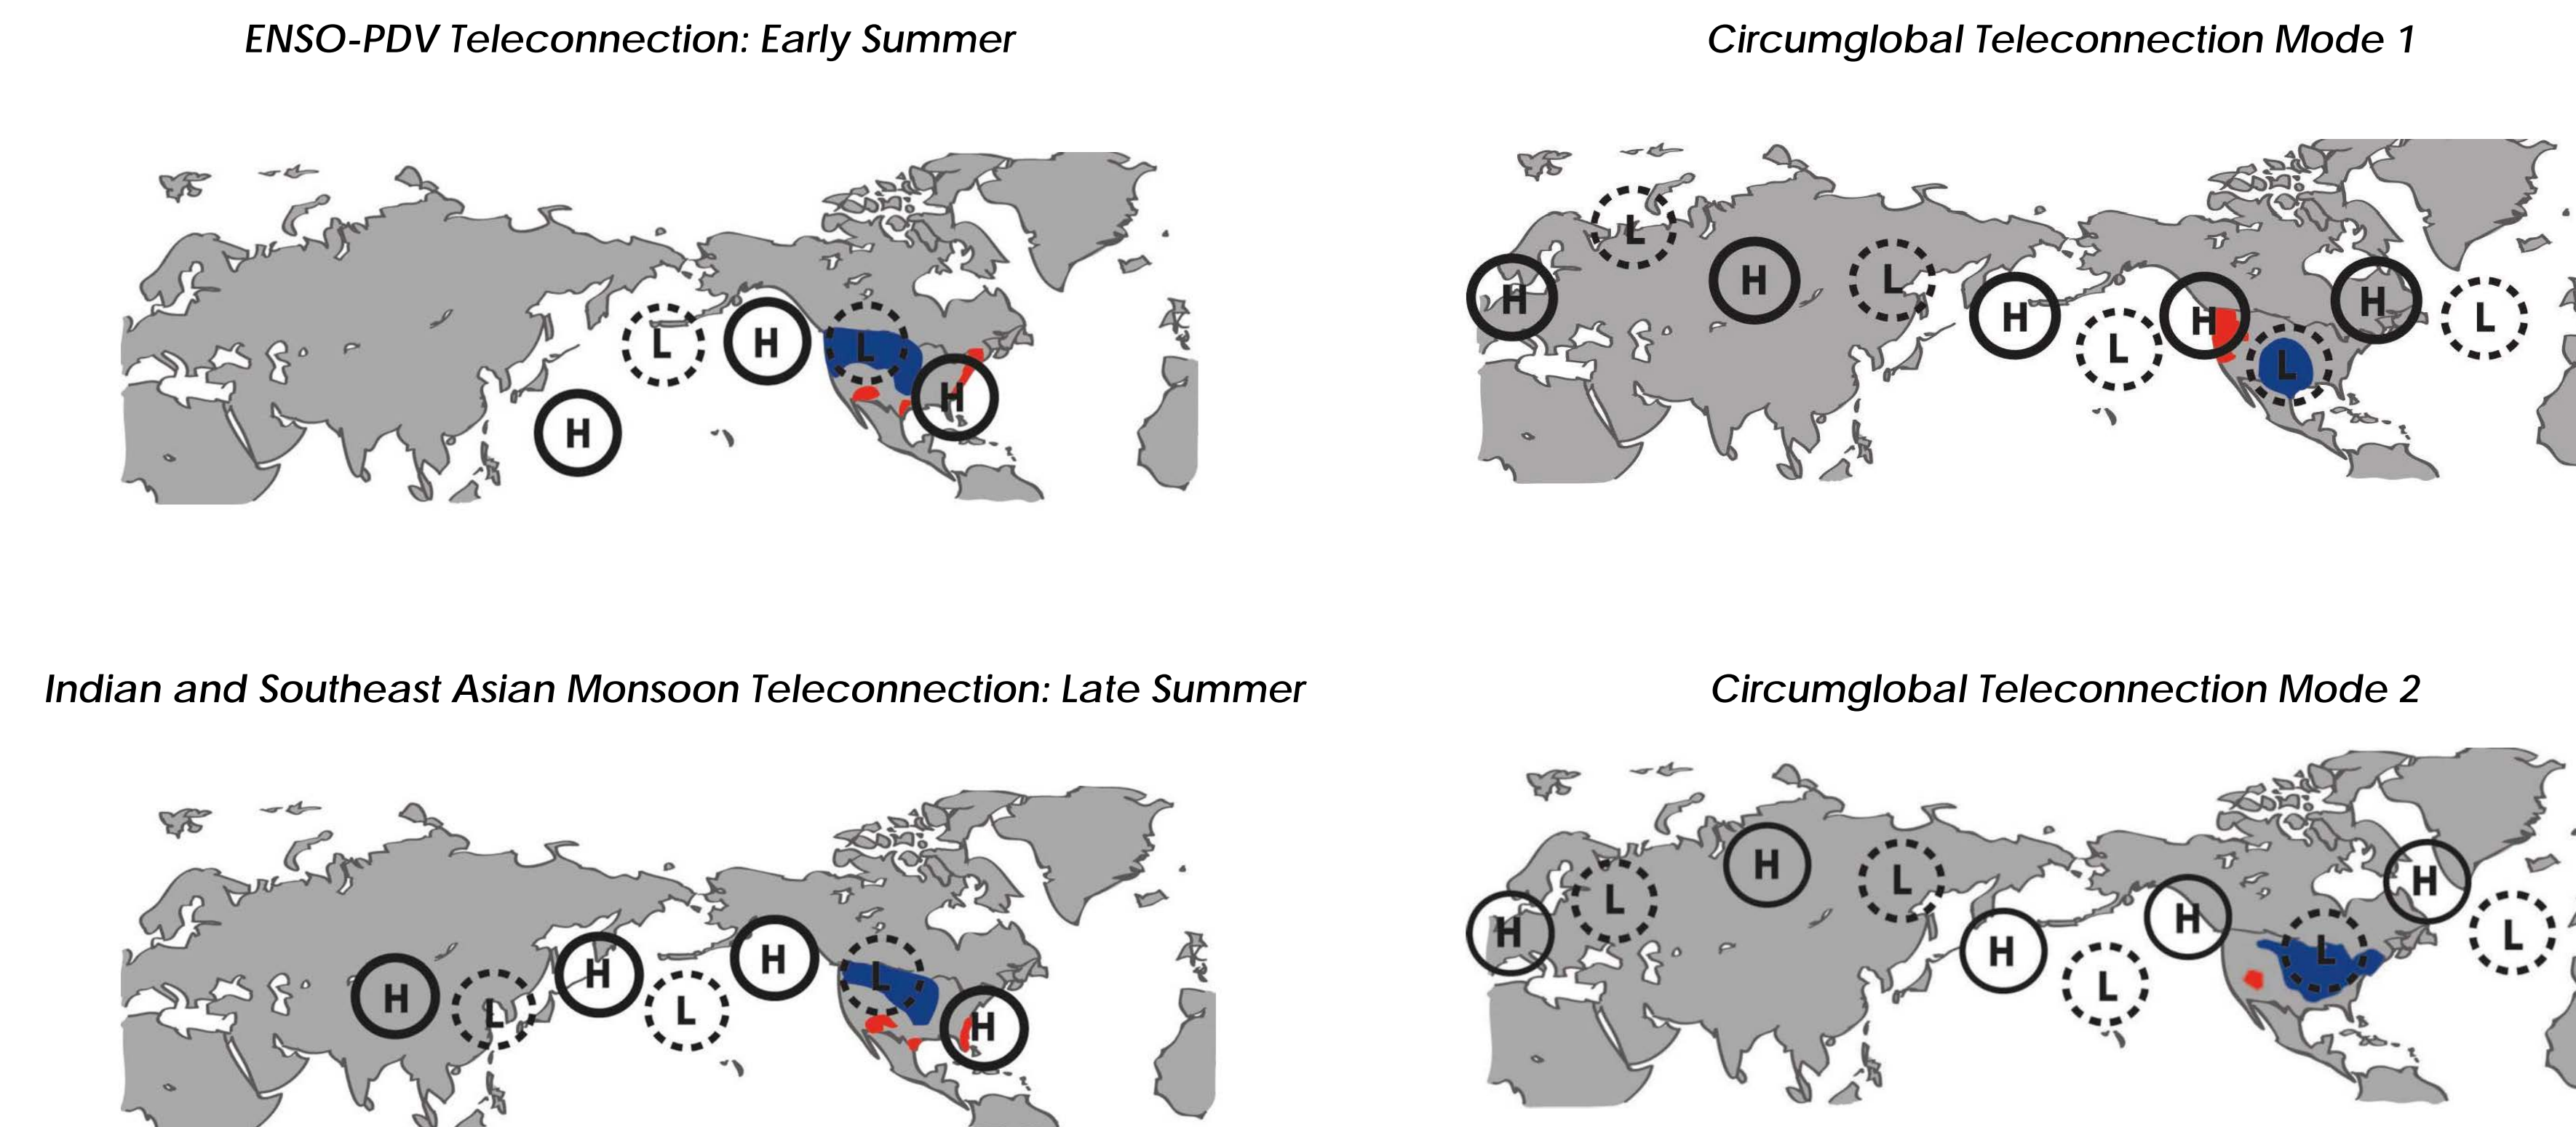 ENSO-PDV Teleconnection: Early Summer
H
L
H
L
H
Circumglobal Teleconnection Mode 1
H
L
H
L
H
L
H
L
H
L
Indian and Southeast Asian Monsoon Teleconnection: Late Summer
H
L
H
L
H
L
H
Circumglobal Teleconnection Mode 2
H
L
H
L
H
L
H
L
H
L